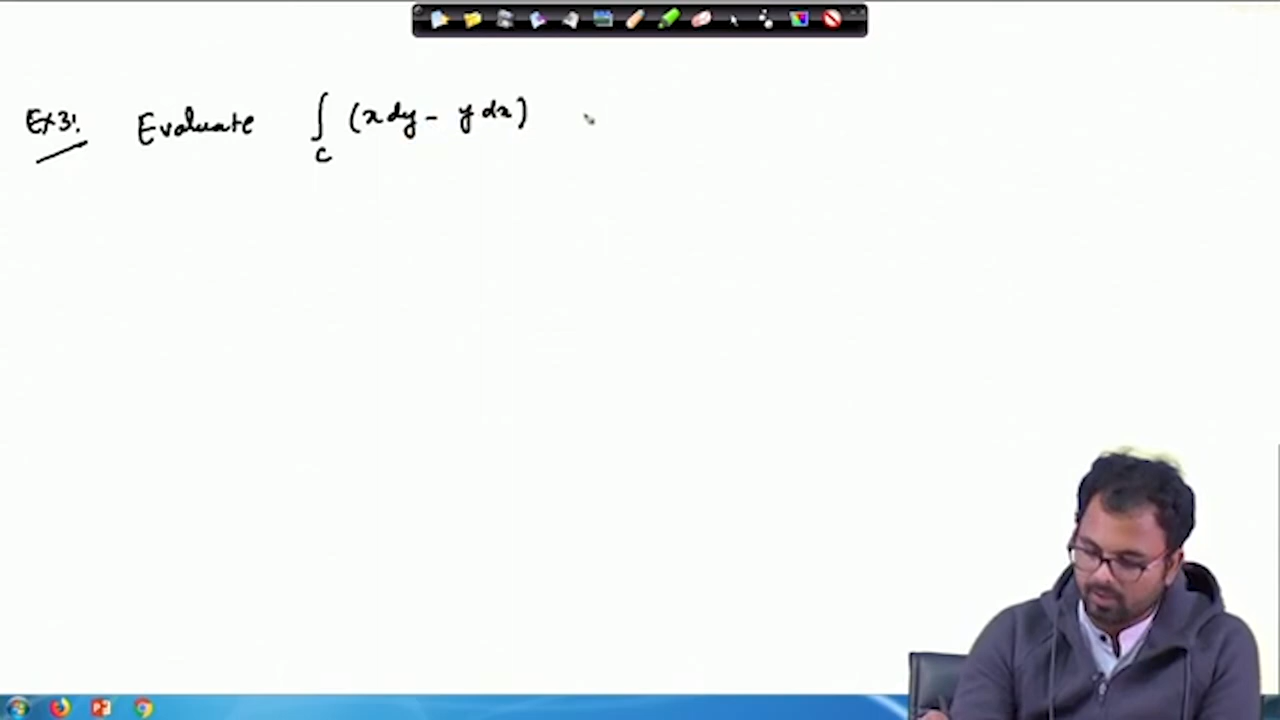 Ex3: Evaluate ∫_C (x dy - y dx)